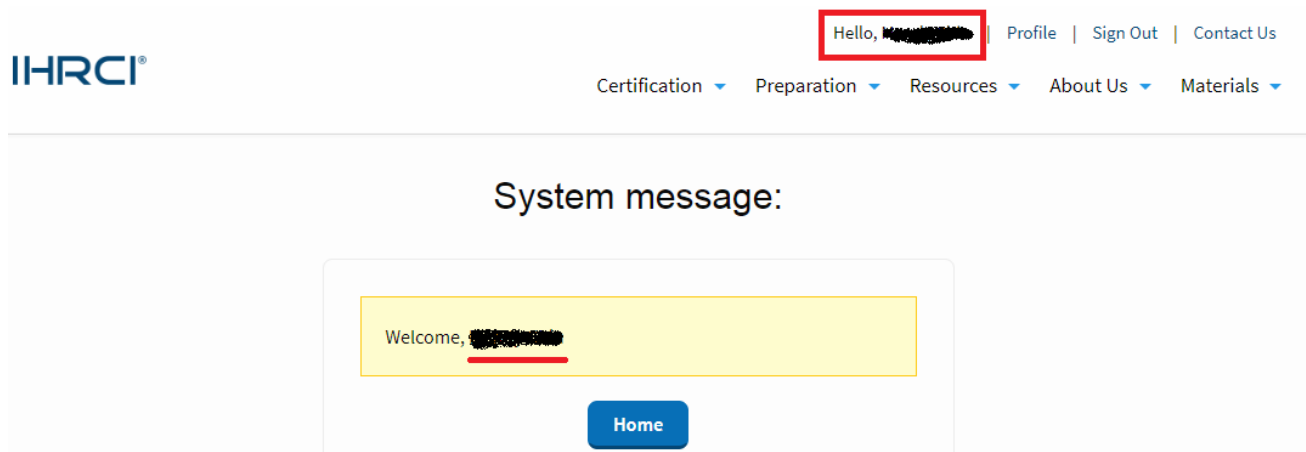 Hello, | Profile | Sign Out | Contact Us
IHRCI®
Certification Preparation Resources About Us Materials
System message:
Welcome,
Home